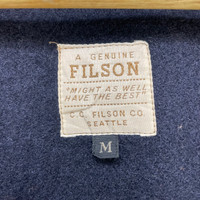 A GENUINE
FILSON
"MIGHT AS WELL
HAVE THE BEST"
C.C. FILSON CO.
SEATTLE
M